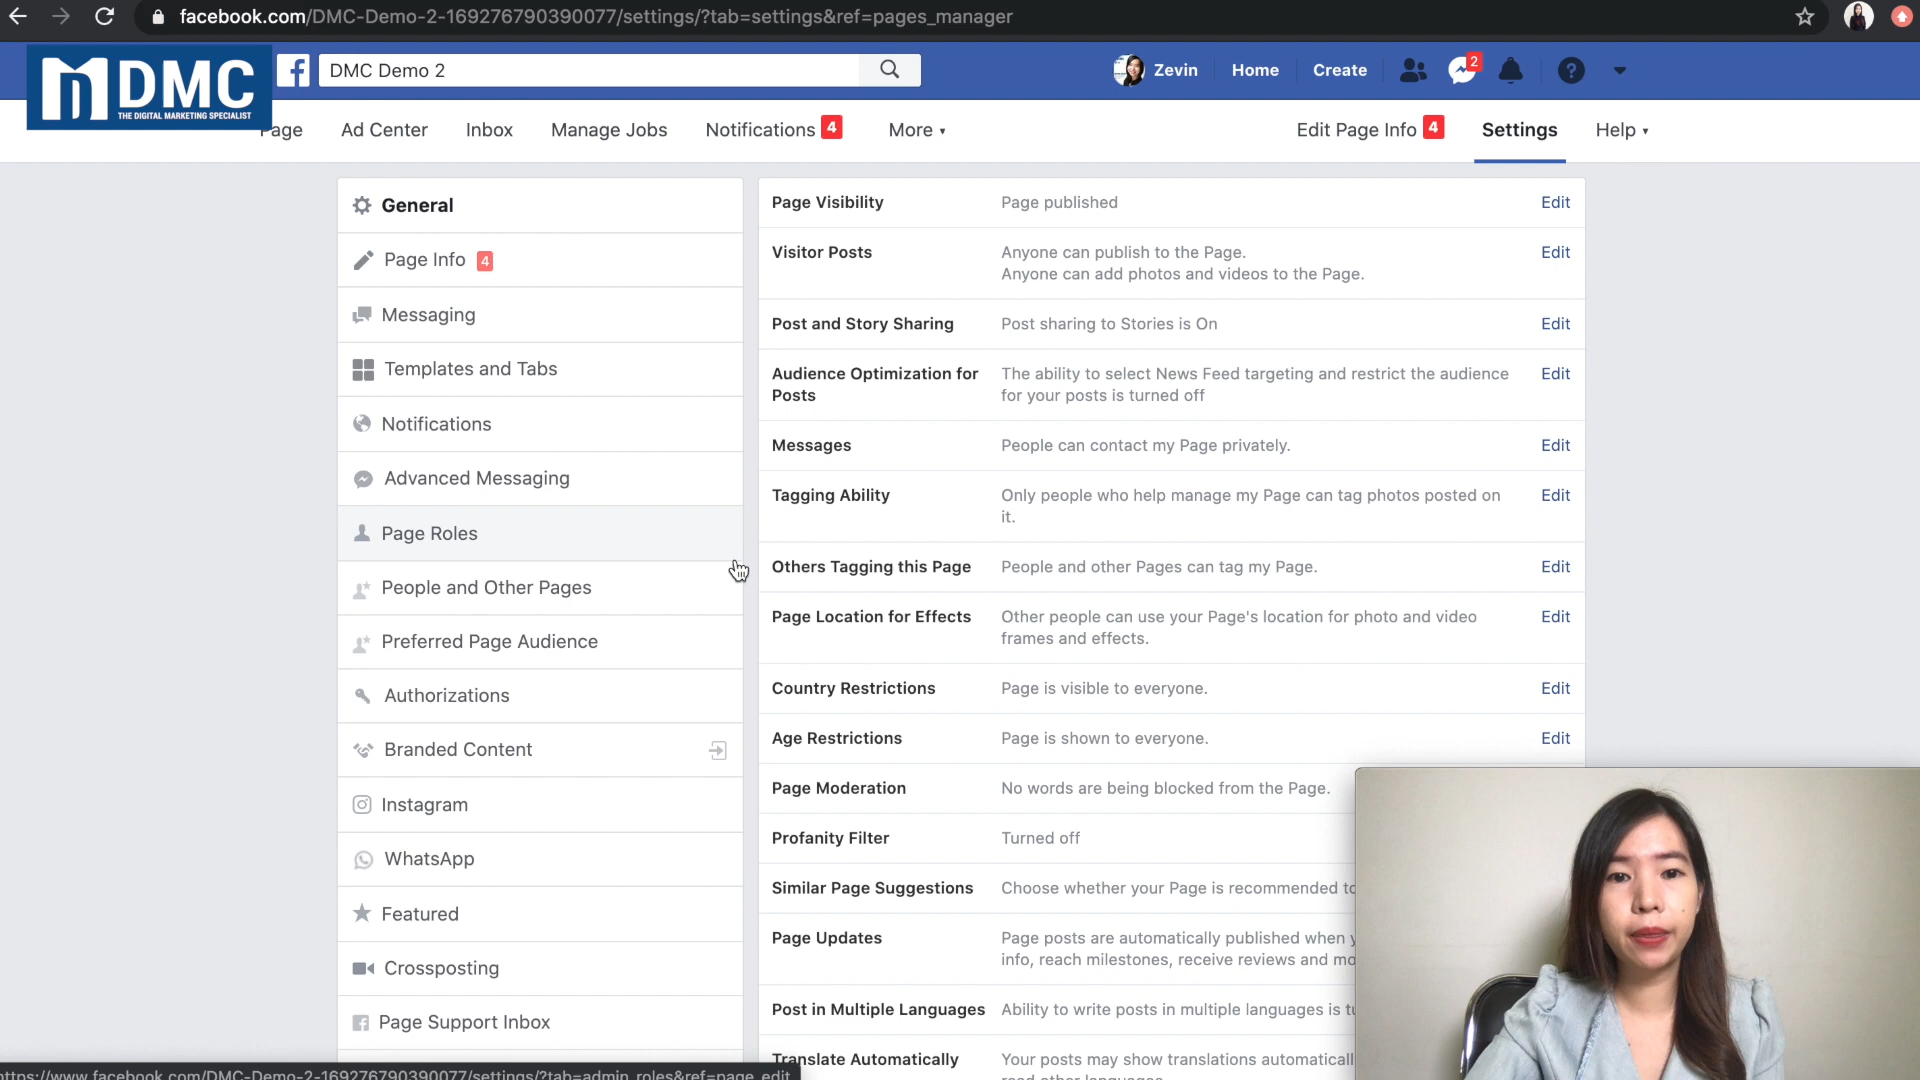 facebook.com/DMC-Demo-2-169276790390077/settings/?tab=settings&ref=pages_manager
DMC
THE DIGITAL MARKETING SPECIALIST
DMC Demo 2
Zevin
Home
Create
2
Page
Ad Center
Inbox
Manage Jobs
Notifications 4
More
Edit Page Info 4
Settings
Help
General
Page Info 4
Messaging
Templates and Tabs
Notifications
Advanced Messaging
Page Roles
People and Other Pages
Preferred Page Audience
Authorizations
Branded Content
Instagram
WhatsApp
Featured
Crossposting
Page Support Inbox
Page Visibility Page published Edit
Visitor Posts Anyone can publish to the Page. Edit
Anyone can add photos and videos to the Page.
Post and Story Sharing Post sharing to Stories is On Edit
Audience Optimization for The ability to select News Feed targeting and restrict the audience Edit
Posts for your posts is turned off
Messages People can contact my Page privately. Edit
Tagging Ability Only people who help manage my Page can tag photos posted on Edit
it.
Others Tagging this Page People and other Pages can tag my Page. Edit
Page Location for Effects Other people can use your Page's location for photo and video Edit
frames and effects.
Country Restrictions Page is visible to everyone. Edit
Age Restrictions Page is shown to everyone. Edit
Page Moderation No words are being blocked from the Page.
Profanity Filter Turned off
Similar Page Suggestions Choose whether your Page is recommended
Page Updates Page posts are automatically published when
info, reach milestones, receive reviews and
Post in Multiple Languages Ability to write posts in multiple languages is
Translate Automatically Your posts may show translations
https://www.facebook.com/DMC-Demo-2-169276790390077/settings/?tab=admin_roles&ref=page_edit